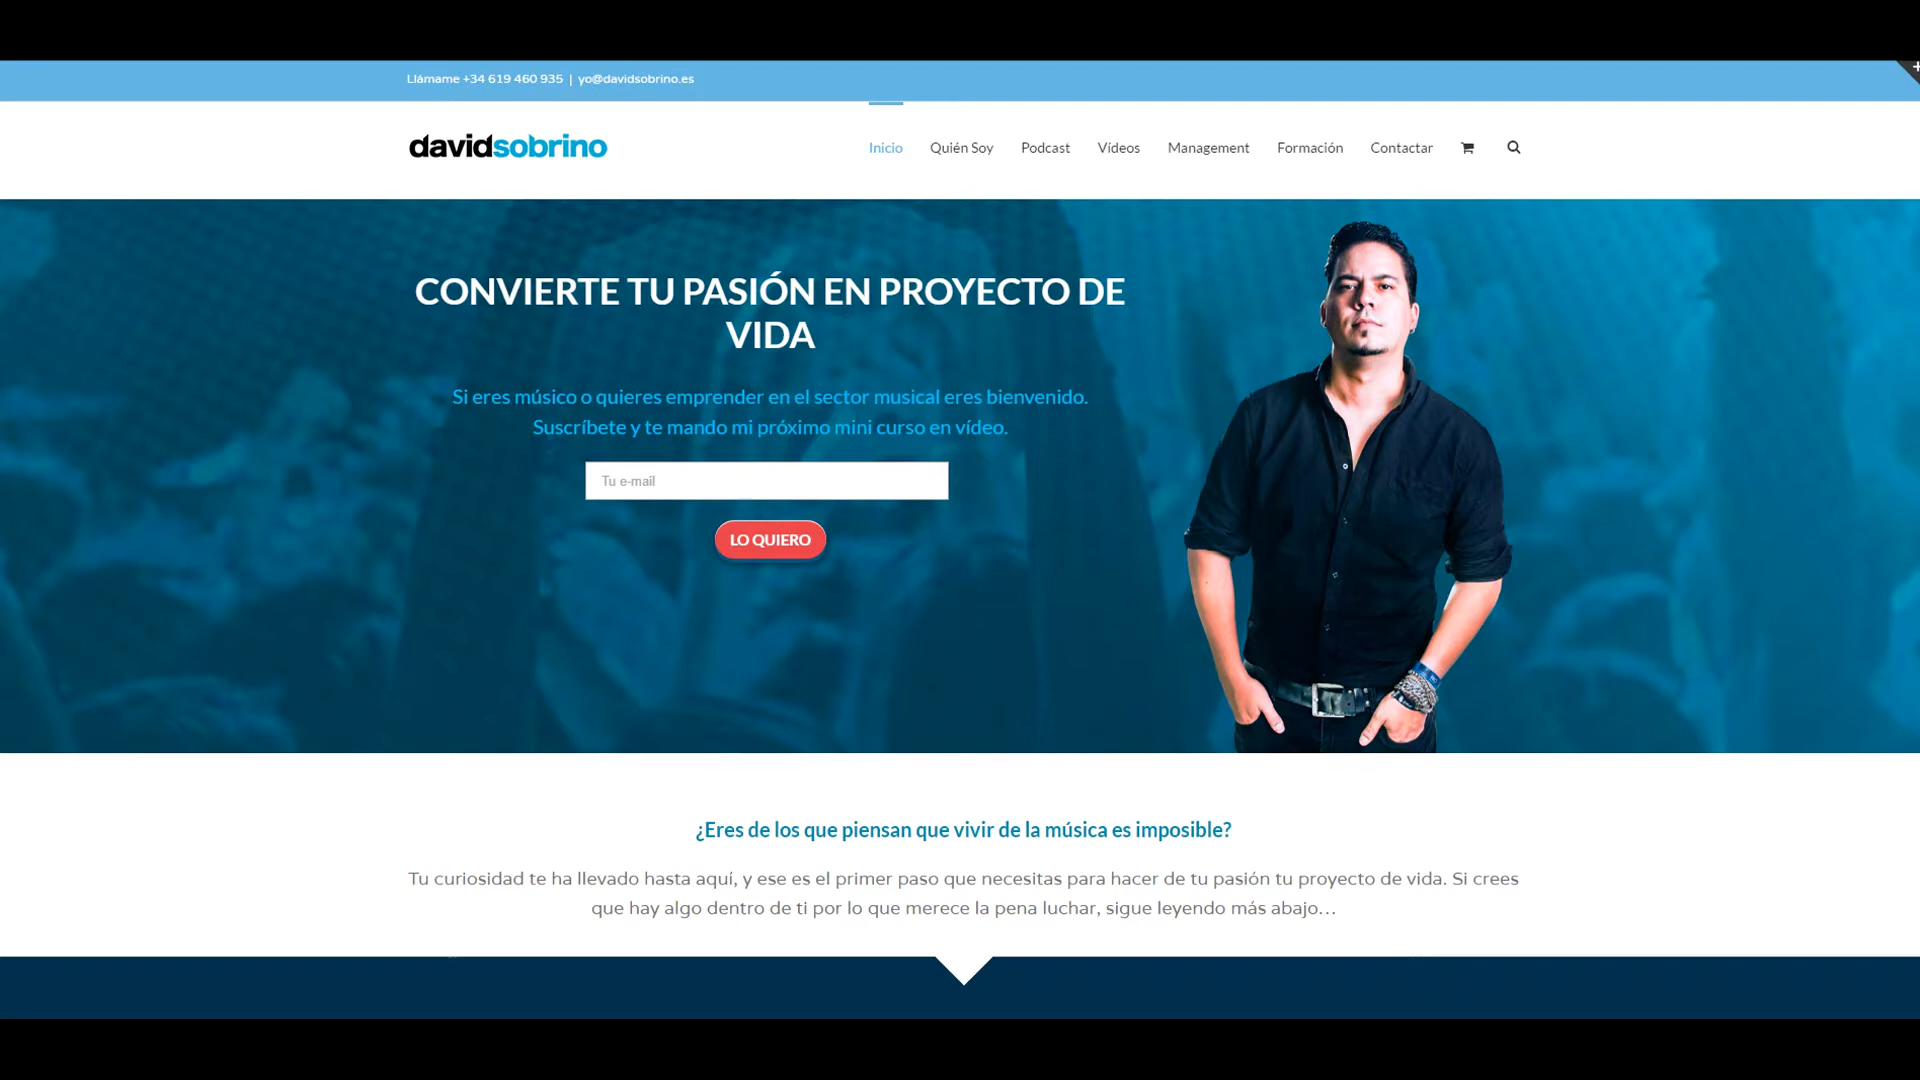 Llámame +34 619 460 935 | yo@davidsobrino.es
davidsobrino
Inicio Quién Soy Podcast Vídeos Management Formación Contactar
CONVIERTE TU PASIÓN EN PROYECTO DE
VIDA
Si eres músico o quieres emprender en el sector musical eres bienvenido.
Suscríbete y te mando mi próximo mini curso en vídeo.
Tu e-mail
LO QUIERO
¿Eres de los que piensan que vivir de la música es imposible?
Tu curiosidad te ha llevado hasta aquí, y ese es el primer paso que necesitas para hacer de tu pasión tu proyecto de vida. Si crees
que hay algo dentro de ti por lo que merece la pena luchar, sigue leyendo más abajo...